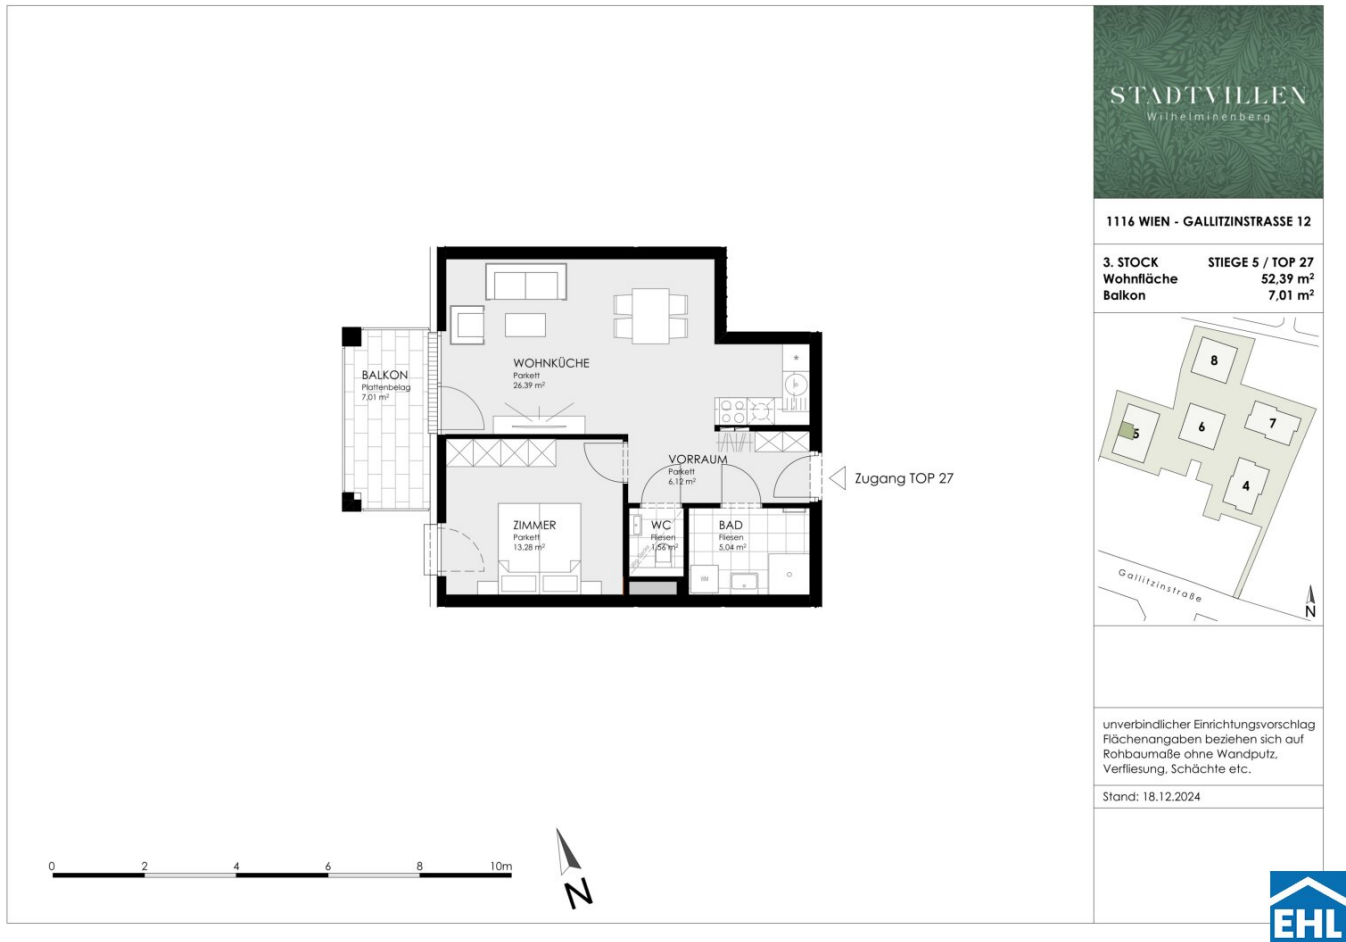 STADTVILLEN
Wilhelminenberg
1116 WIEN - GALLITZINSTRASSE 12
3. STOCK STIEGE 5 / TOP 27
Wohnfläche 52,39 m²
Balkon 7,01 m²
8
5
6
7
4
Gallitzinstraße
N
unverbindlicher Einrichtungsvorschlag
Flächenangaben beziehen sich auf
Rohbaumaße ohne Wandputz,
Verfliesung, Schächte etc.
Stand: 18.12.2024
EHL
BALKON
Plattenbelag
7,01 m²
WOHNKÜCHE
Parkett
26,39 m²
VORRAUM
Parkett
6,12 m²
Zugang TOP 27
ZIMMER
Parkett
13,28 m²
WC
Fliesen
1,56 m²
BAD
Fliesen
5,04 m²
0 2 4 6 8 10m
N